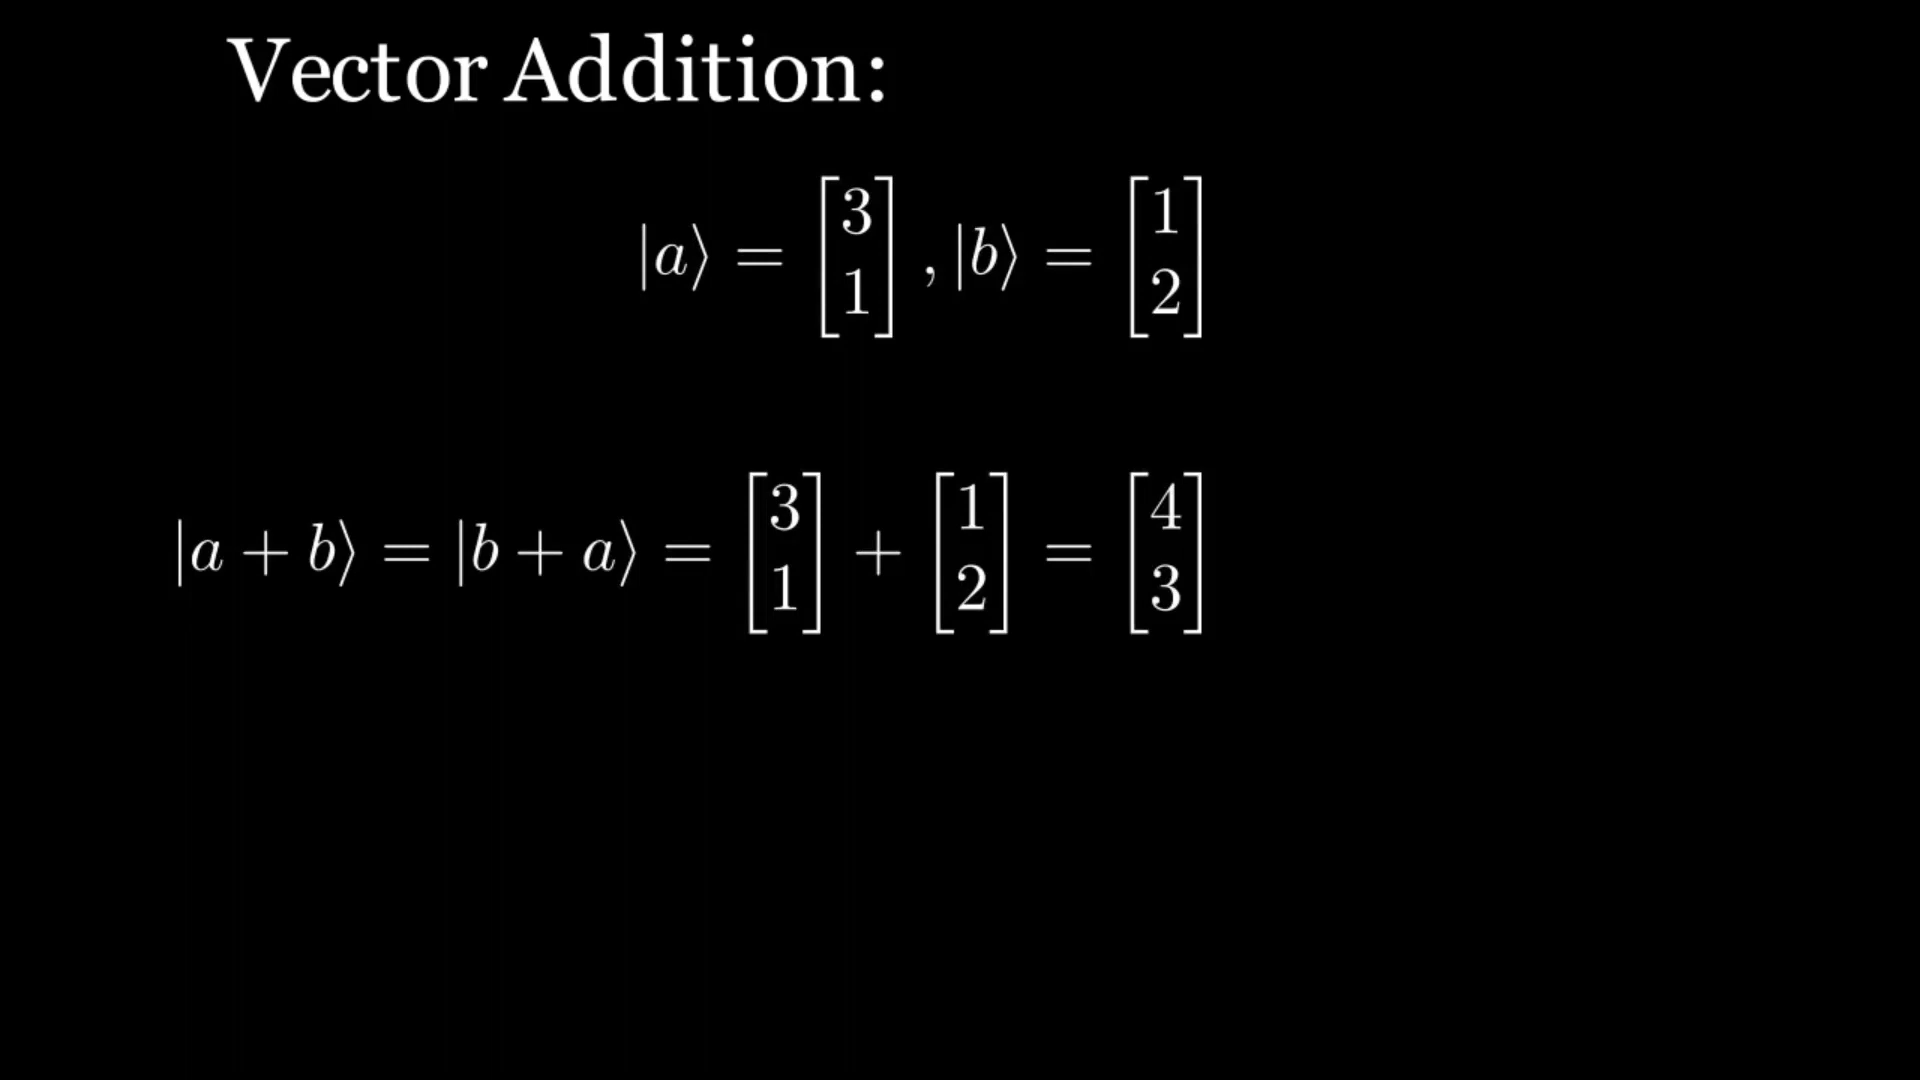 Vector Addition:
|a⟩ = [3 1], |b⟩ = [1 2]
|a + b⟩ = |b + a⟩ = [3 1] + [1 2] = [4 3]